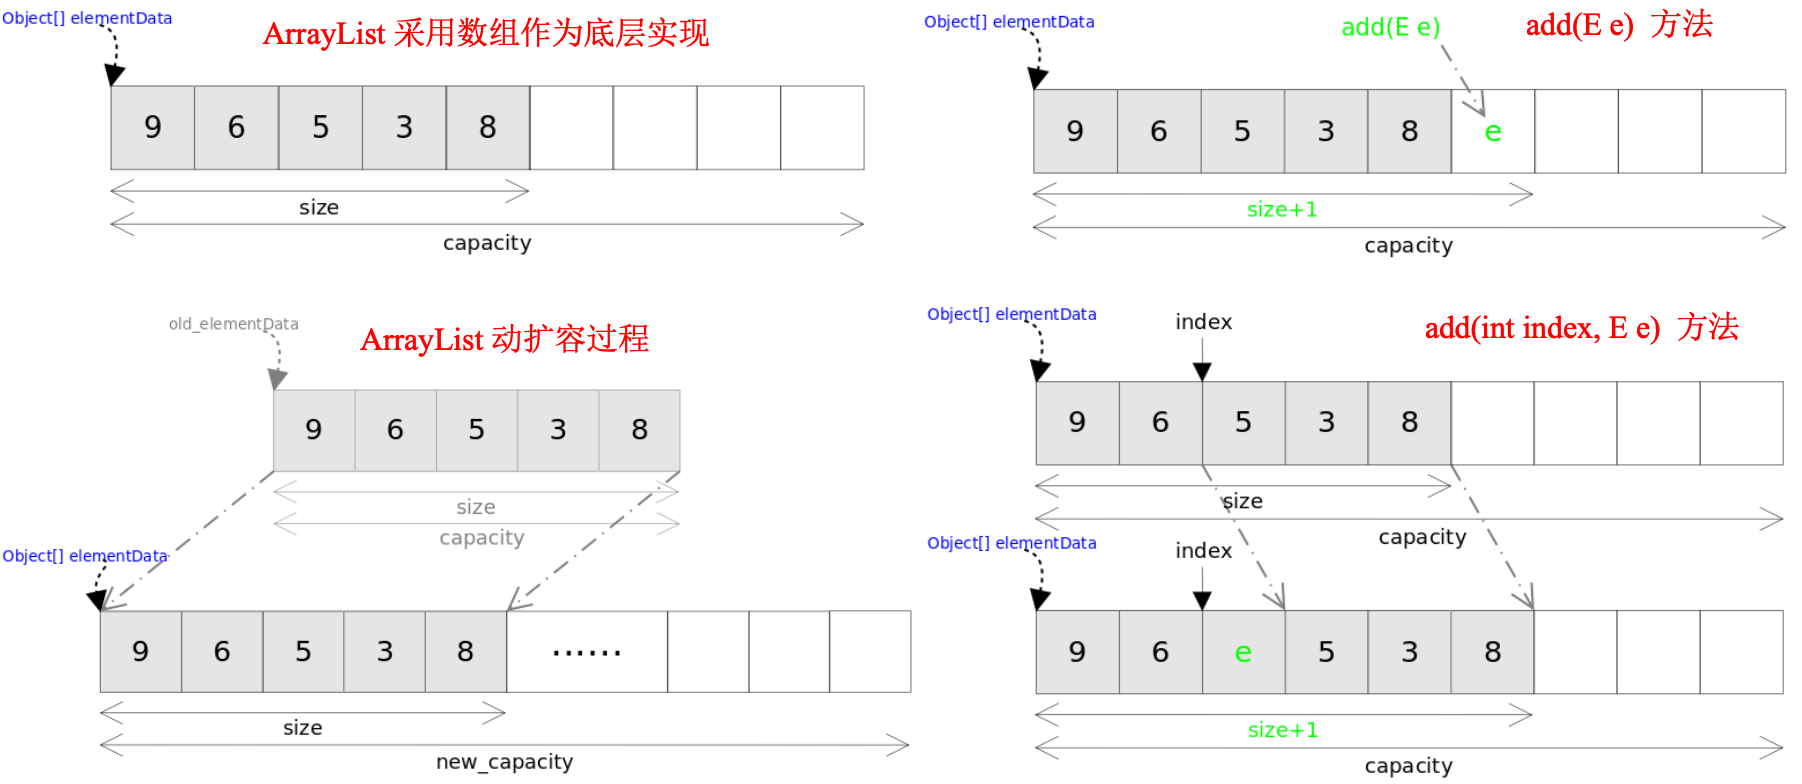 Object[] elementData
ArrayList 采用数组作为底层实现
9 6 5 3 8
size
capacity
Object[] elementData
add(E e)
add(E e) 方法
9 6 5 3 8 e
size+1
capacity
old_elementData
ArrayList 动扩容过程
9 6 5 3 8
size
capacity
Object[] elementData
9 6 5 3 8 ······
size
new_capacity
Object[] elementData
index
add(int index, E e) 方法
9 6 5 3 8
size
capacity
Object[] elementData
index
9 6 e 5 3 8
size+1
capacity